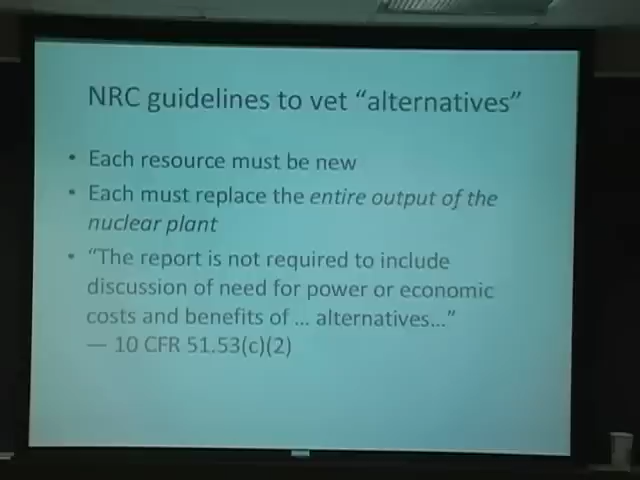 NRC guidelines to vet “alternatives”
• Each resource must be new
• Each must replace the entire output of the
nuclear plant
• “The report is not required to include
discussion of need for power or economic
costs and benefits of … alternatives…”
— 10 CFR 51.53(c)(2)